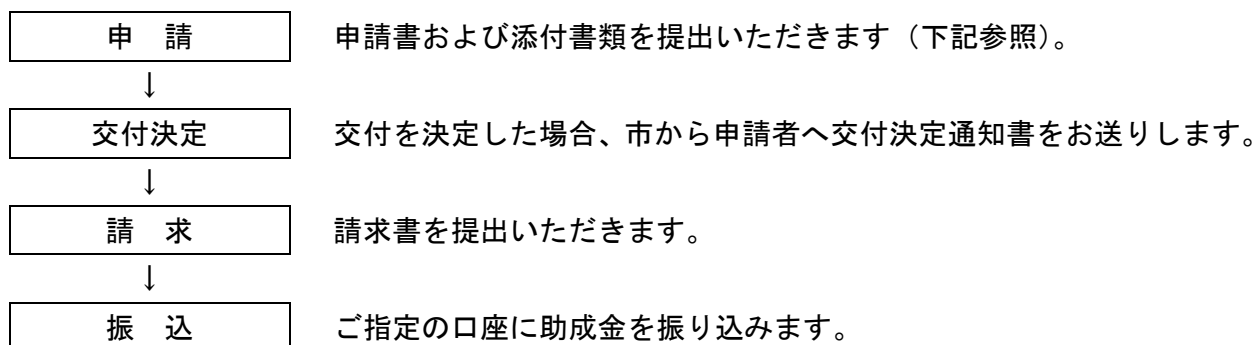 申　請　申請書および添付書類を提出いただきます（下記参照）。
↓
交付決定　交付を決定した場合、市から申請者へ交付決定通知書をお送りします。
↓
請　求　請求書を提出いただきます。
↓
振　込　ご指定の口座に助成金を振り込みます。